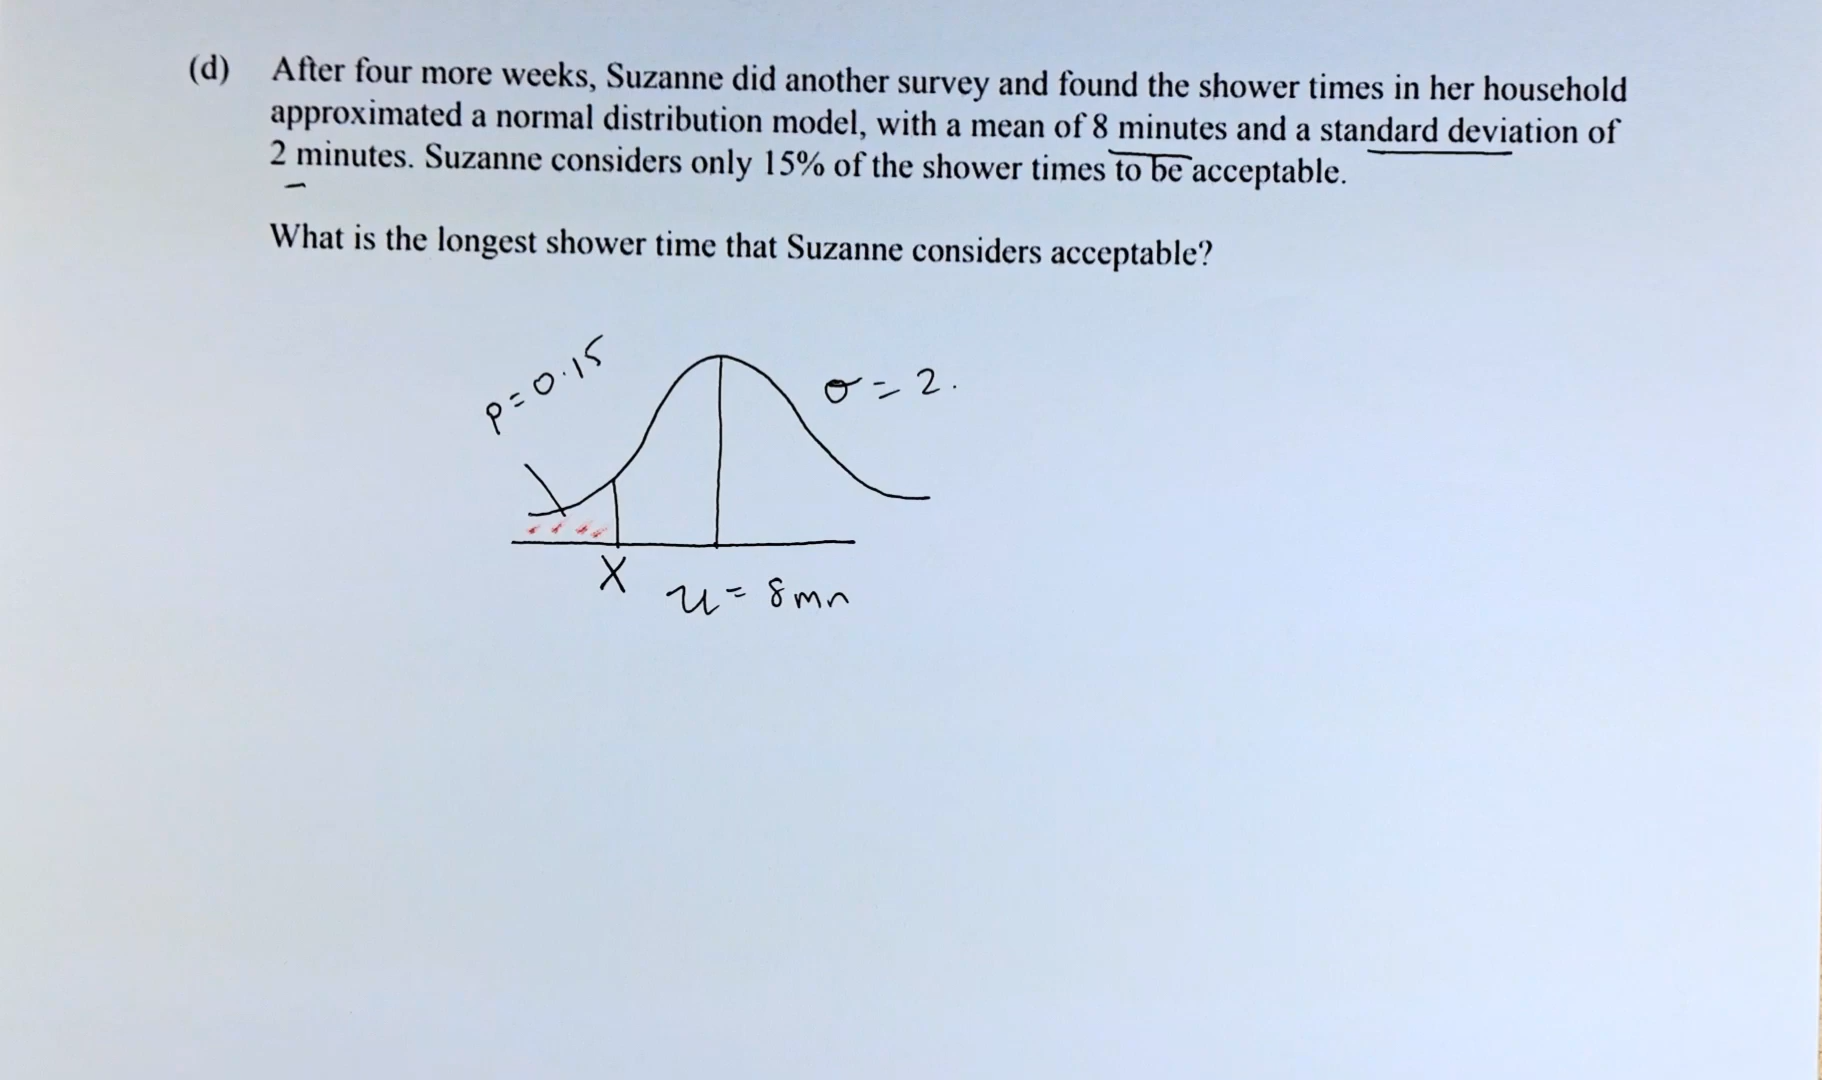 (d) After four more weeks, Suzanne did another survey and found the shower times in her household
approximated a normal distribution model, with a mean of 8 minutes and a standard deviation of
2 minutes. Suzanne considers only 15% of the shower times to be acceptable.
What is the longest shower time that Suzanne considers acceptable?
p=0.15
σ = 2.
X
u = 8mn